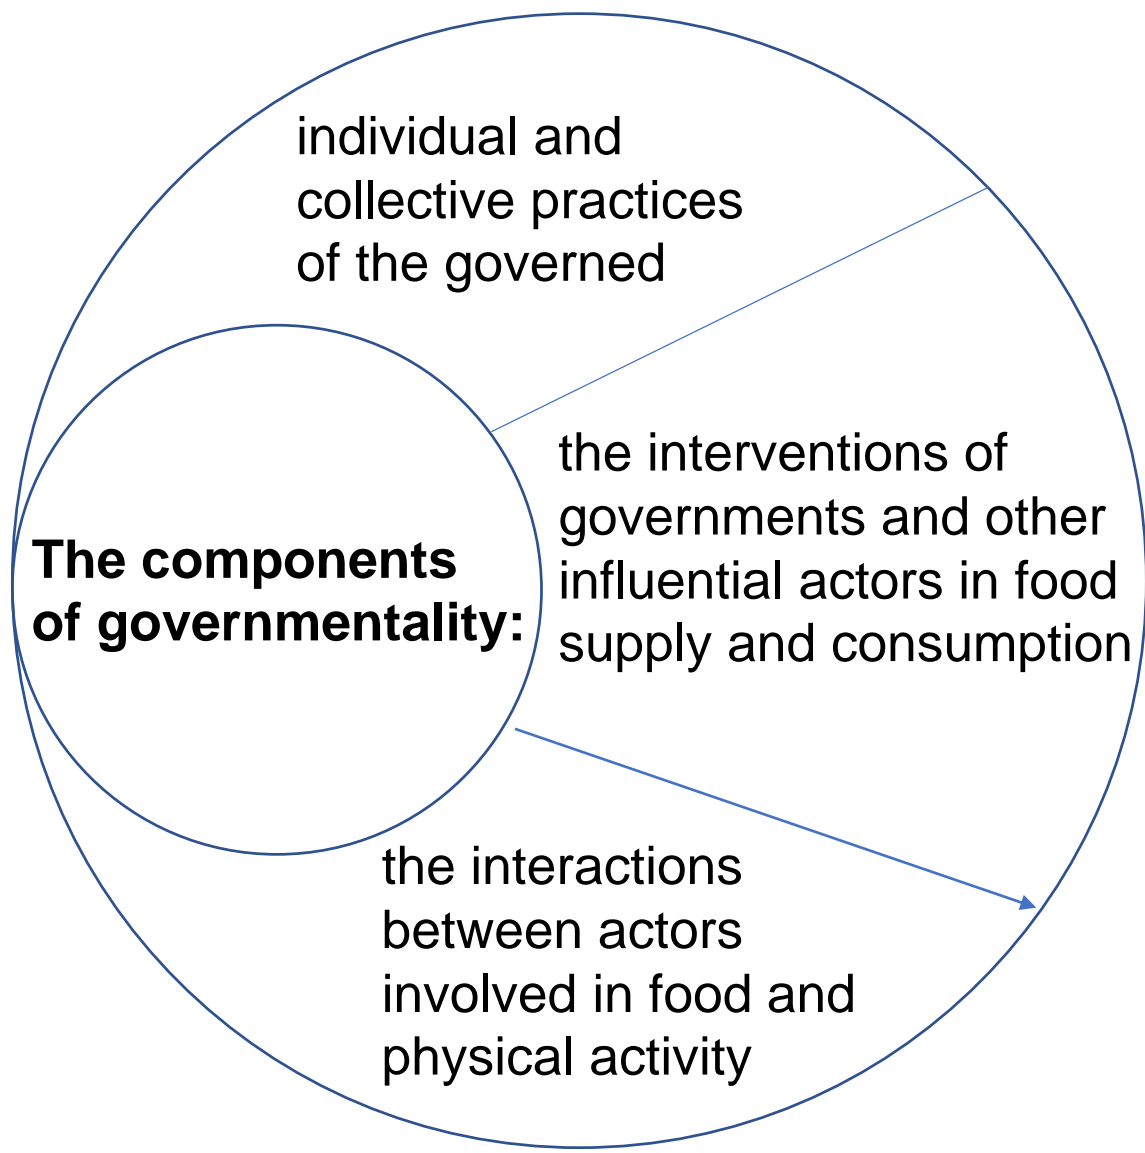 individual and
collective practices
of the governed
the interventions of
governments and other
influential actors in food
supply and consumption
The components
of governmentality:
the interactions
between actors
involved in food and
physical activity